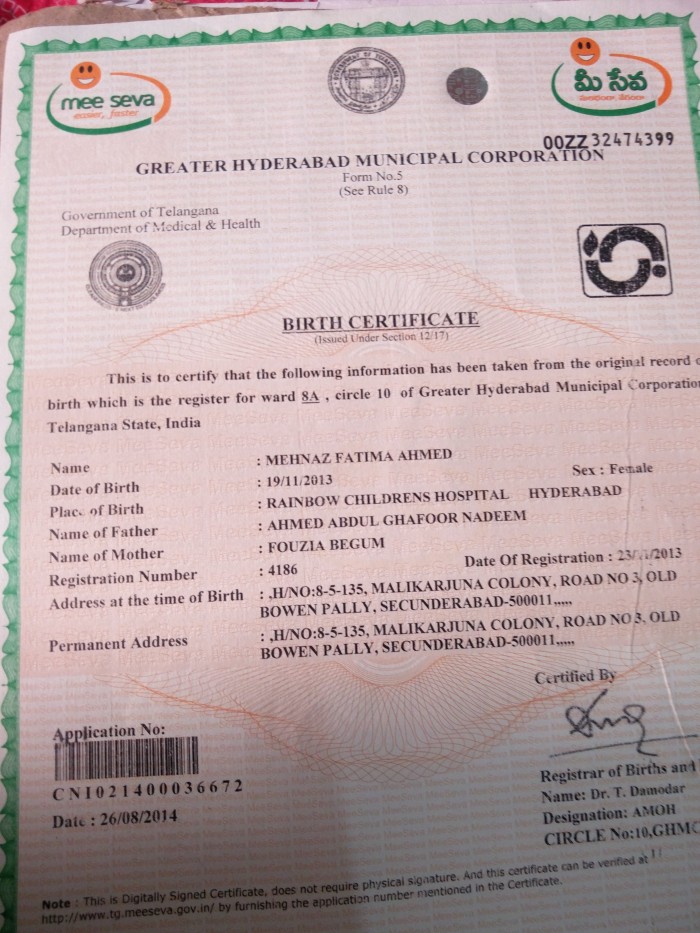 mee seva
easier, faster
మీ సేవ
00ZZ 32474399
GREATER HYDERABAD MUNICIPAL CORPORATION
Form No.5
(See Rule 8)
Government of Telangana
Department of Medical & Health
BIRTH CERTIFICATE
(Issued Under Section 12/17)
This is to certify that the following information has been taken from the original record
birth which is the register for ward 8A , circle 10 of Greater Hyderabad Municipal Corporation
Telangana State, India
Name : MEHNAZ FATIMA AHMED
Date of Birth : 19/11/2013 Sex : Female
Place of Birth : RAINBOW CHILDRENS HOSPITAL HYDERABAD
Name of Father : AHMED ABDUL GHAFOOR NADEEM
Name of Mother : FOUZIA BEGUM
Registration Number : 4186 Date Of Registration : 23/11/2013
Address at the time of Birth : ,H/NO:8-5-135, MALIKARJUNA COLONY, ROAD NO 3, OLD
BOWEN PALLY, SECUNDERABAD-500011,,,,,
Permanent Address : ,H/NO:8-5-135, MALIKARJUNA COLONY, ROAD NO 3, OLD
BOWEN PALLY, SECUNDERABAD-500011,,,,,
Certified By
Application No:
CNI021400036672
Date : 26/08/2014
Registrar of Births and
Name: Dr. T. Damodar
Designation: AMOH
CIRCLE No:10,GHMC
Note : This is Digitally Signed Certificate, does not require physical signature. And this certificate can be verified at
http://www.tg.meeseva.gov.in/ by furnishing the application number mentioned in the Certificate.